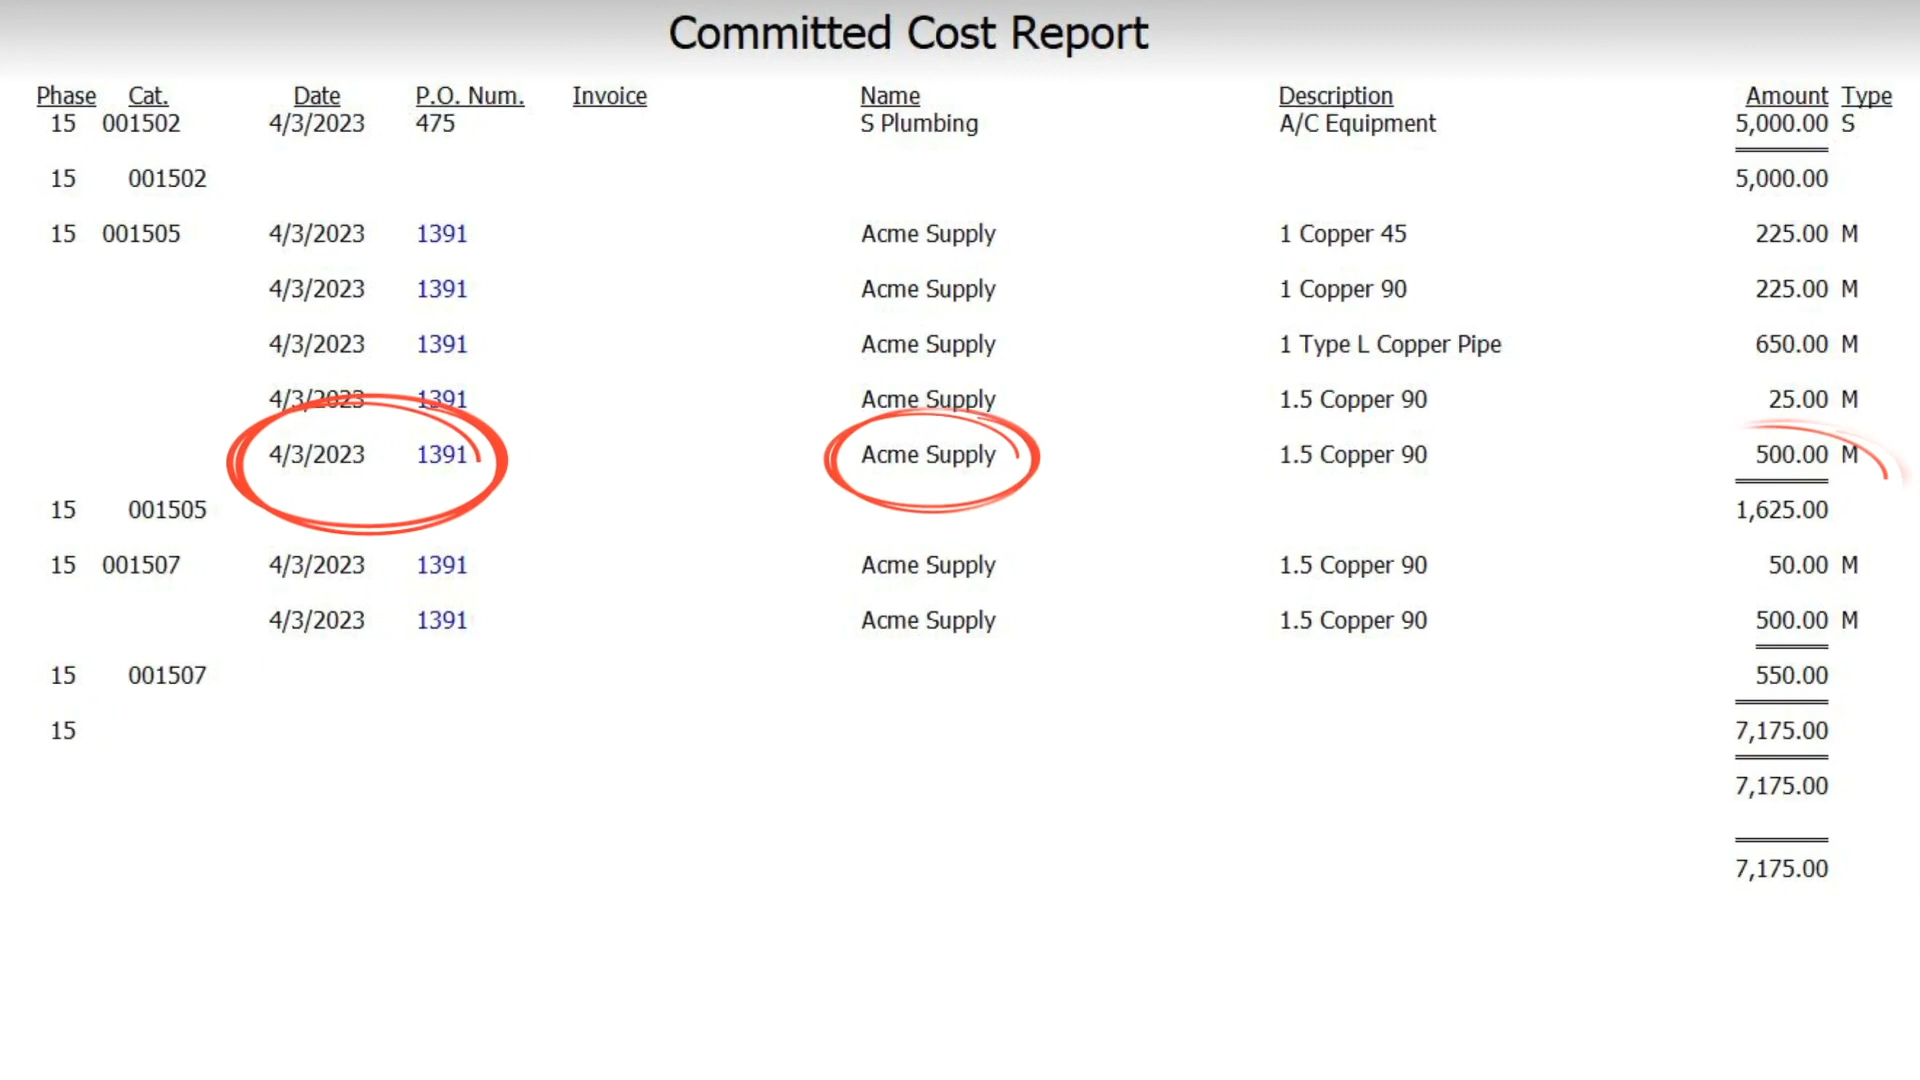 Committed Cost Report
Phase Cat. Date P.O. Num. Invoice Name Description Amount Type
15 001502 4/3/2023 475 S Plumbing A/C Equipment 5,000.00 S
15 001502 5,000.00
15 001505 4/3/2023 1391 Acme Supply 1 Copper 45 225.00 M
4/3/2023 1391 Acme Supply 1 Copper 90 225.00 M
4/3/2023 1391 Acme Supply 1 Type L Copper Pipe 650.00 M
4/3/2023 1391 Acme Supply 1.5 Copper 90 25.00 M
4/3/2023 1391 Acme Supply 1.5 Copper 90 500.00 M
15 001505 1,625.00
15 001507 4/3/2023 1391 Acme Supply 1.5 Copper 90 50.00 M
4/3/2023 1391 Acme Supply 1.5 Copper 90 500.00 M
15 001507 550.00
15 7,175.00
7,175.00
7,175.00